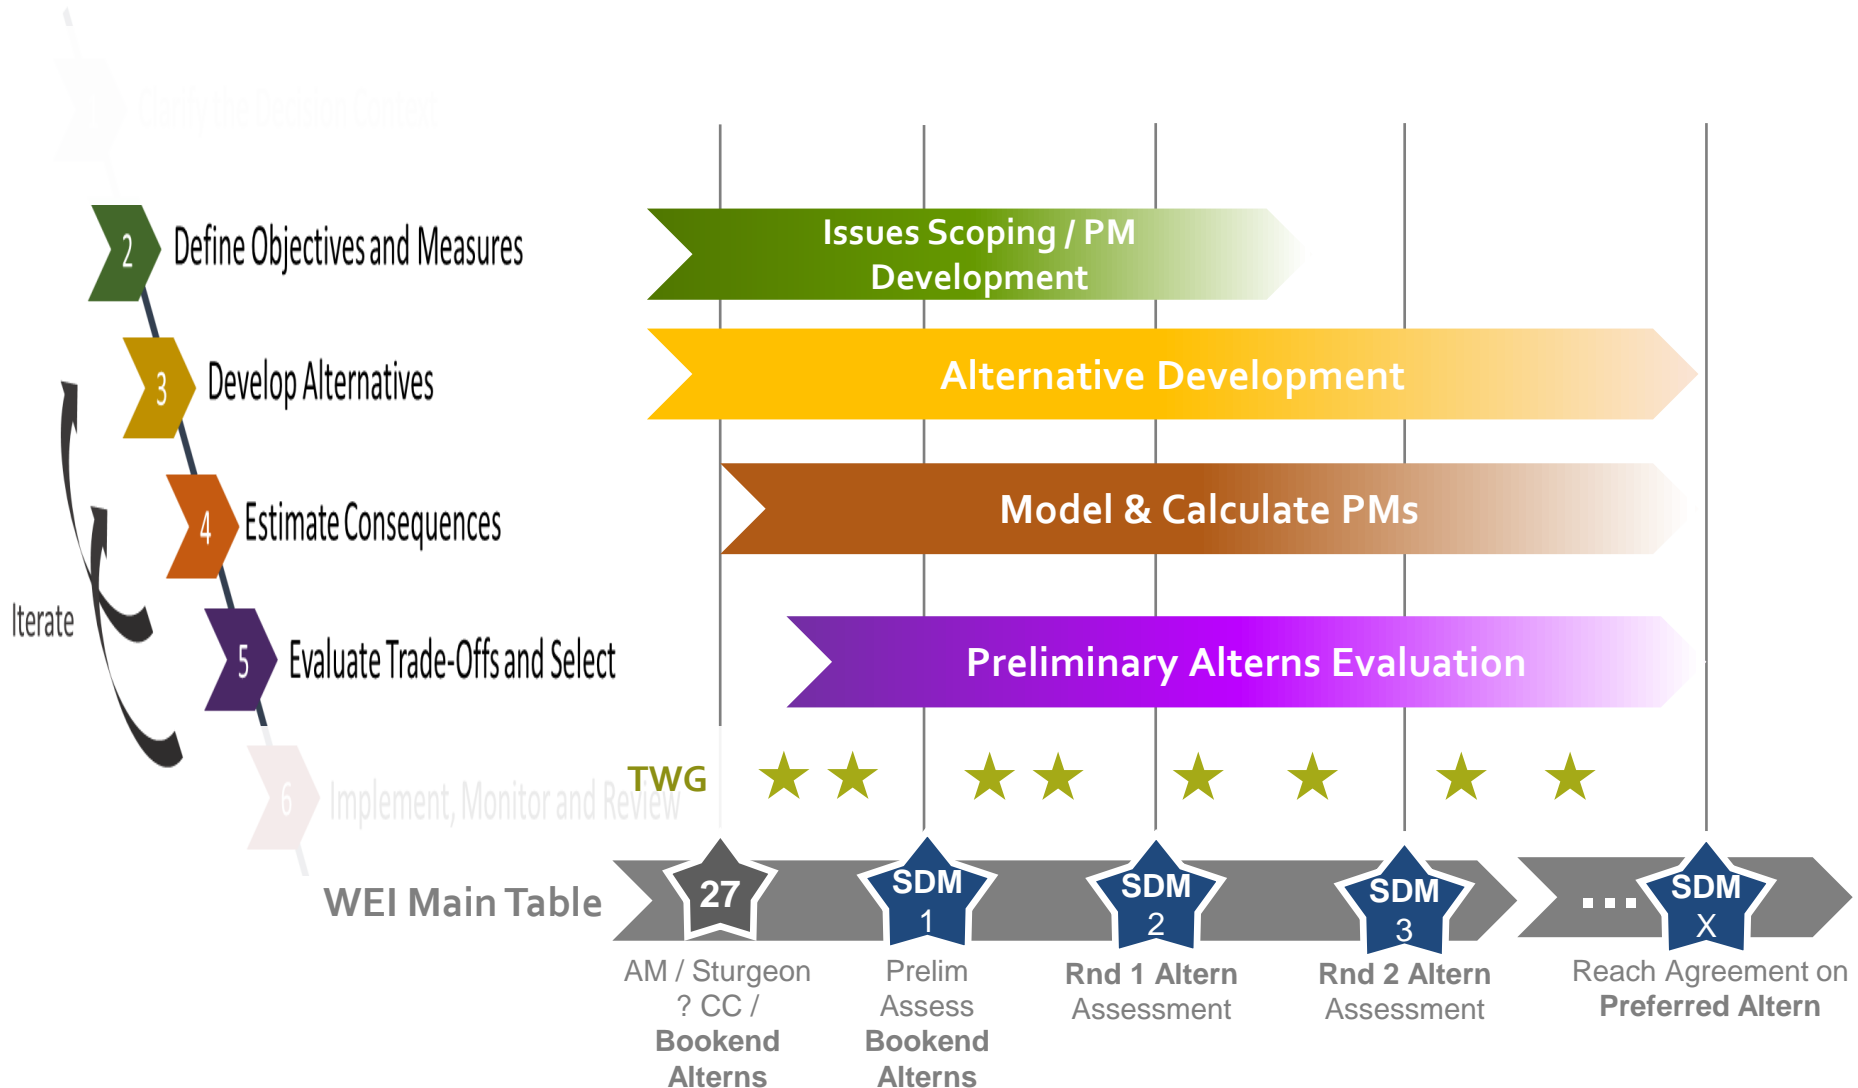 Clarify the Decision Context
2
Define Objectives and Measures
Issues Scoping / PM
Development
3
Develop Alternatives
Alternative Development
4
Estimate Consequences
Model & Calculate PMs
Iterate
5
Evaluate Trade-Offs and Select
Preliminary Alterns Evaluation
6
Implement, Monitor and Review
TWG
WEI Main Table
27
SDM
1
SDM
2
SDM
3
...
SDM
X
AM / Sturgeon
? CC /
Bookend
Alterns
Prelim
Assess
Bookend
Alterns
Rnd 1 Altern
Assessment
Rnd 2 Altern
Assessment
Reach Agreement on
Preferred Altern